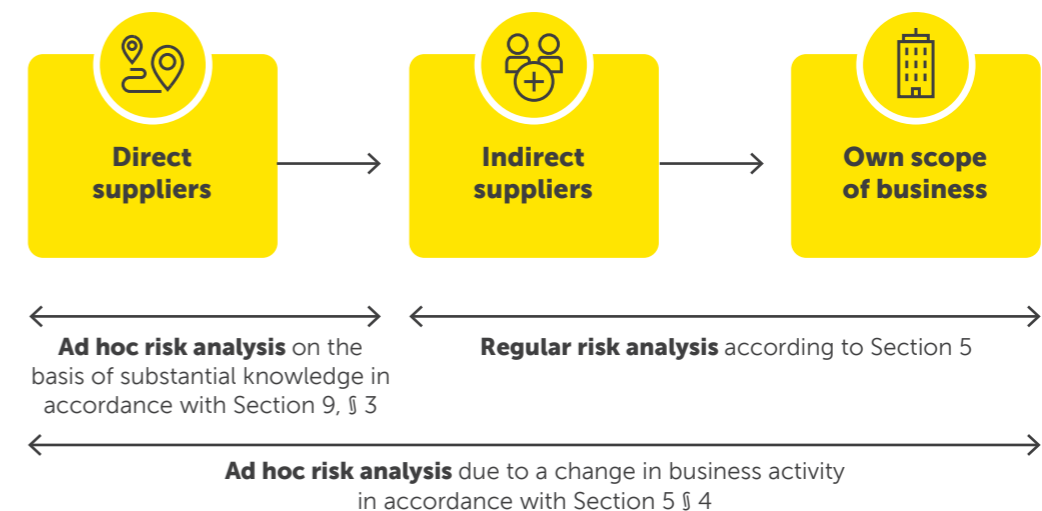 Direct
suppliers
Indirect
suppliers
Own scope
of business
Ad hoc risk analysis on the
basis of substantial knowledge in
accordance with Section 9, § 3
Regular risk analysis according to Section 5
Ad hoc risk analysis due to a change in business activity
in accordance with Section 5 § 4